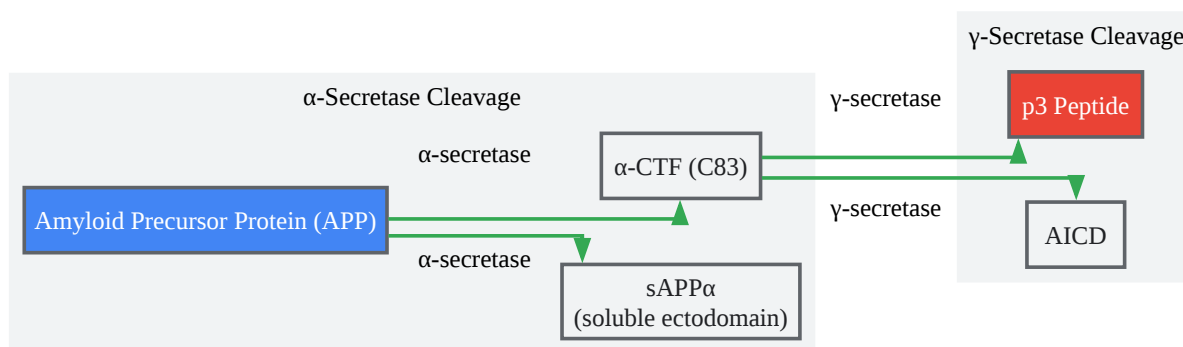 γ-Secretase Cleavage
α-Secretase Cleavage
γ-secretase
p3 Peptide
α-secretase
α-CTF (C83)
Amyloid Precursor Protein (APP)
γ-secretase
AICD
α-secretase
sAPPα
(soluble ectodomain)